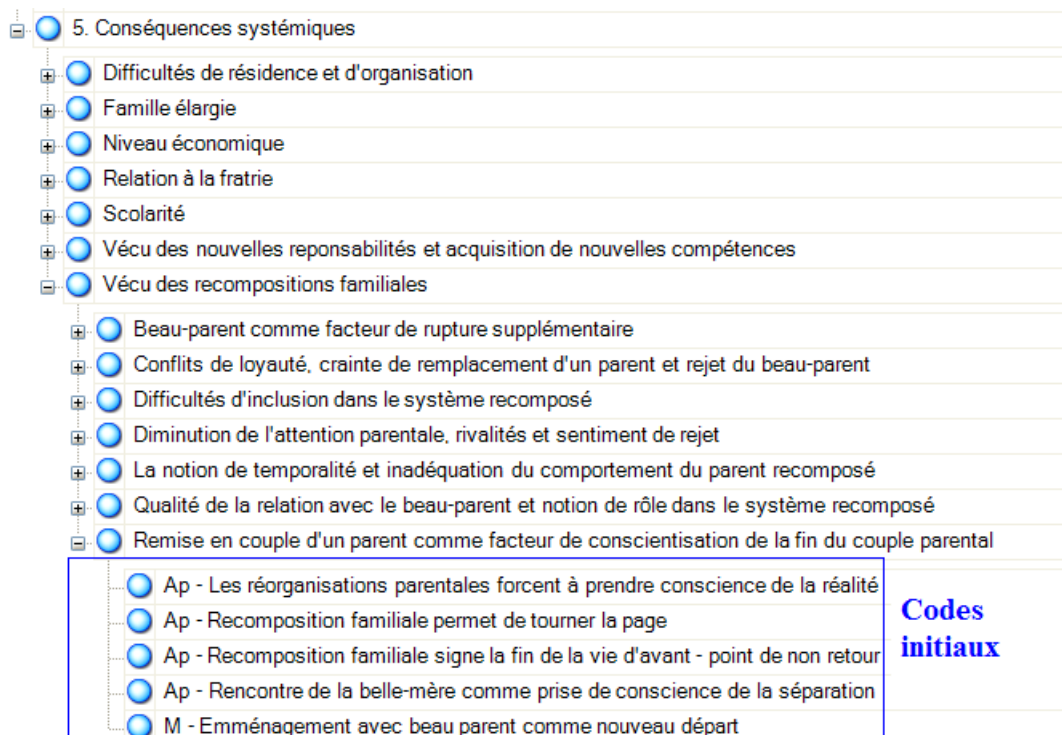 5. Conséquences systémiques
Difficultés de résidence et d'organisation
Famille élargie
Niveau économique
Relation à la fratrie
Scolarité
Vécu des nouvelles reponsabilités et acquisition de nouvelles compétences
Vécu des recompositions familiales
Beau-parent comme facteur de rupture supplémentaire
Conflits de loyauté, crainte de remplacement d'un parent et rejet du beau-parent
Difficultés d'inclusion dans le système recomposé
Diminution de l'attention parentale, rivalités et sentiment de rejet
La notion de temporalité et inadéquation du comportement du parent recomposé
Qualité de la relation avec le beau-parent et notion de rôle dans le système recomposé
Remise en couple d'un parent comme facteur de conscientisation de la fin du couple parental
Ap - Les réorganisations parentales forcent à prendre conscience de la réalité
Ap - Recomposition familiale permet de tourner la page
Ap - Recomposition familiale signe la fin de la vie d'avant - point de non retour
Ap - Rencontre de la belle-mère comme prise de conscience de la séparation
M - Emménagement avec beau parent comme nouveau départ
Codes
initiaux